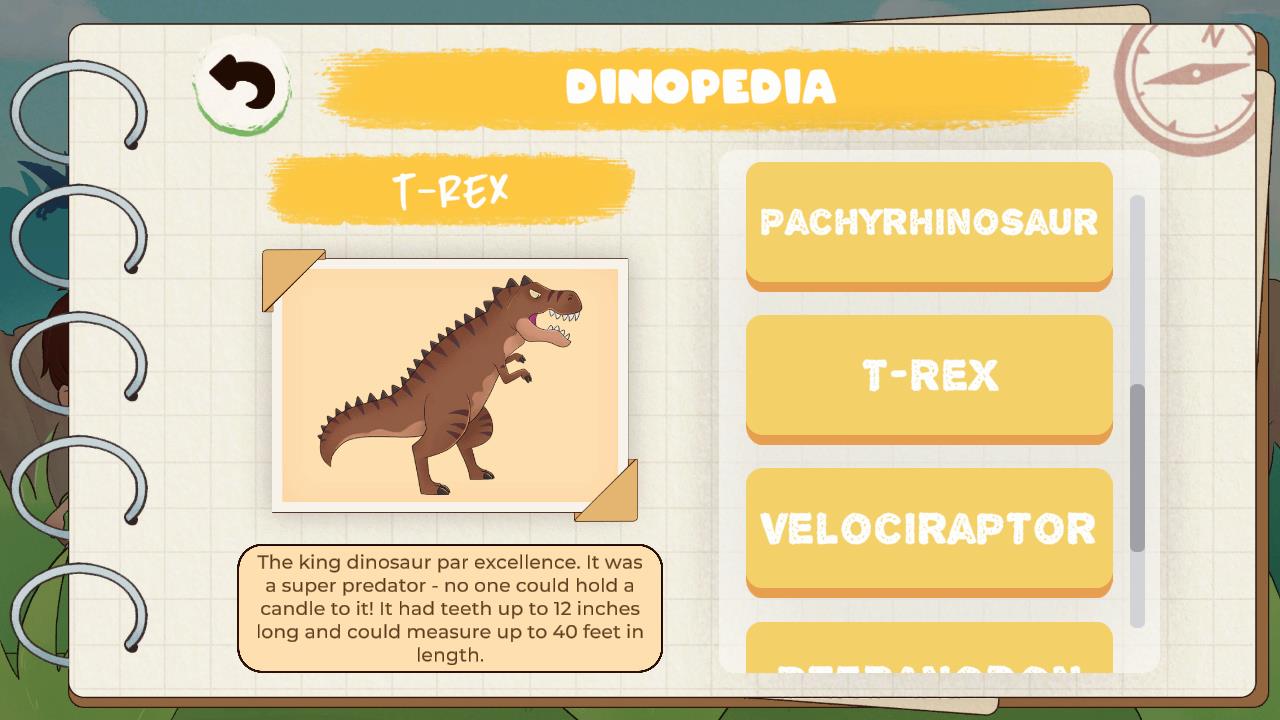 DINOPEDIA
N
T-REX
The king dinosaur par excellence. It was
a super predator - no one could hold a
candle to it! It had teeth up to 12 inches
long and could measure up to 40 feet in
length.
PACHYRHINOSAUR
T-REX
VELOCIRAPTOR